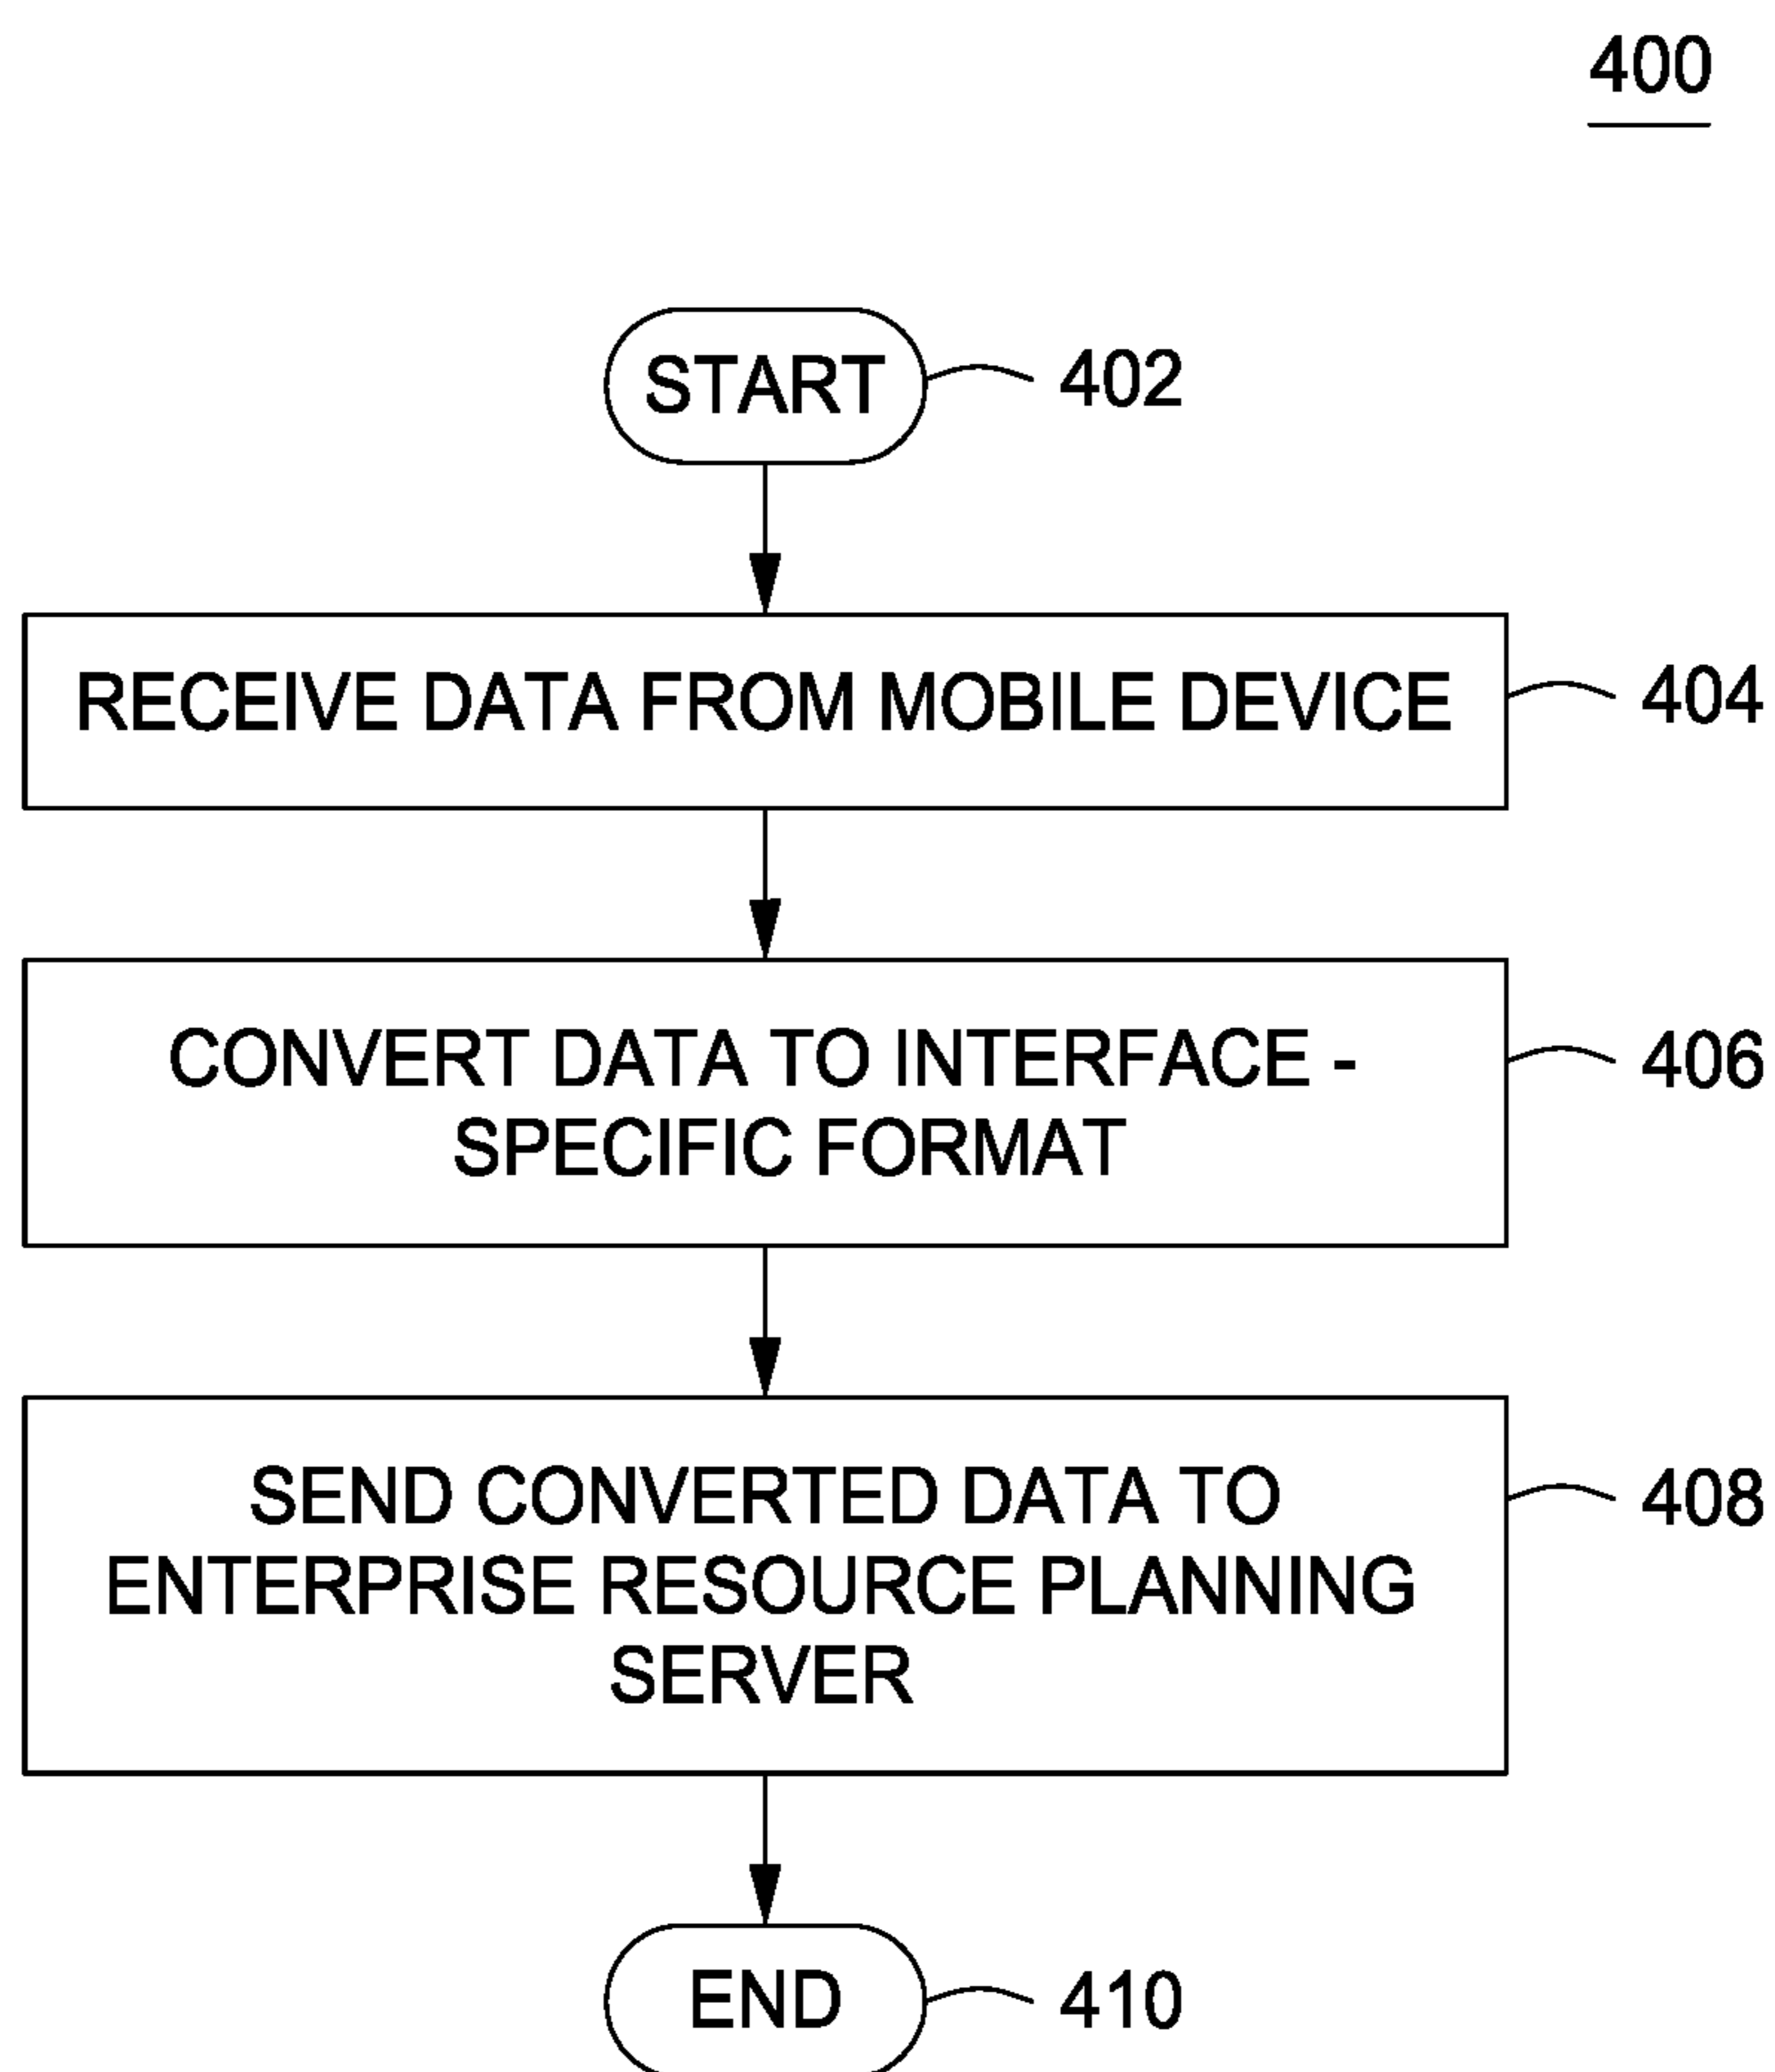 400
START
402
RECEIVE DATA FROM MOBILE DEVICE
404
CONVERT DATA TO INTERFACE -
SPECIFIC FORMAT
406
SEND CONVERTED DATA TO
ENTERPRISE RESOURCE PLANNING
SERVER
408
END
410